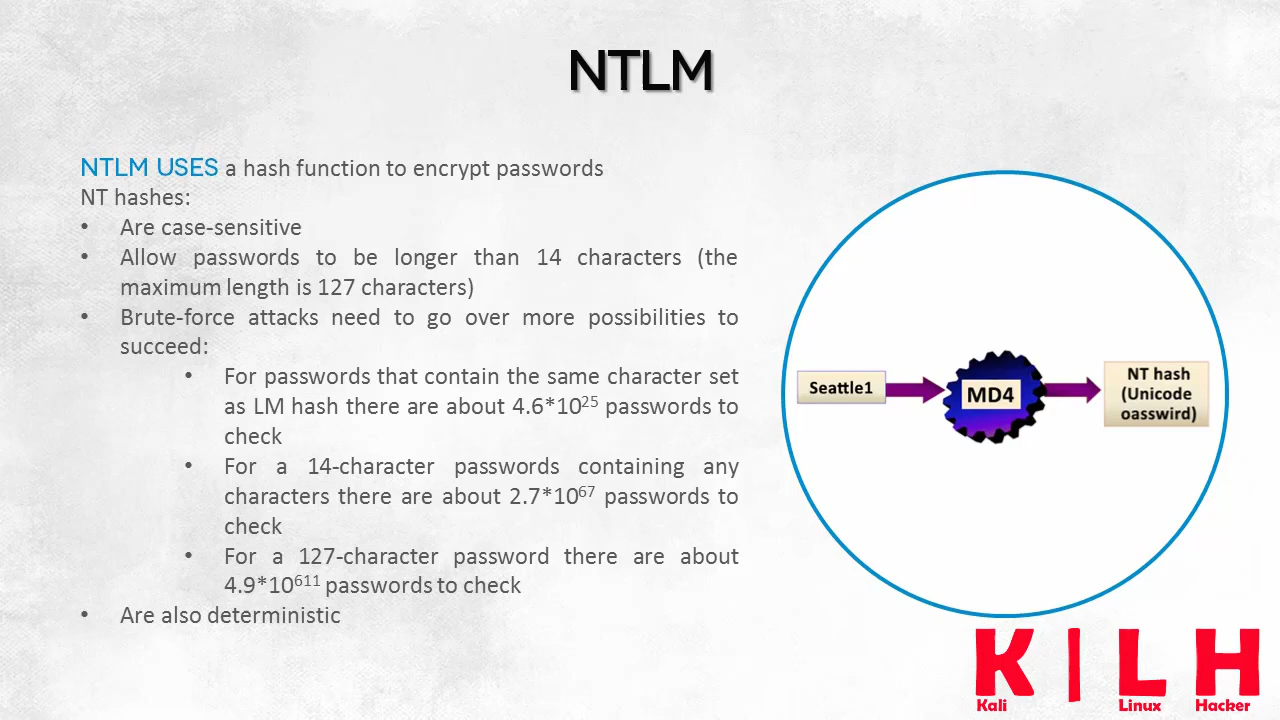 NTLM
NTLM USES a hash function to encrypt passwords
NT hashes:
• Are case-sensitive
• Allow passwords to be longer than 14 characters (the
maximum length is 127 characters)
• Brute-force attacks need to go over more possibilities to
succeed:
• For passwords that contain the same character set
as LM hash there are about 4.6*10²⁵ passwords to
check
• For a 14-character passwords containing any
characters there are about 2.7*10⁶⁷ passwords to
check
• For a 127-character password there are about
4.9*10⁶¹¹ passwords to check
• Are also deterministic
Seattle1
MD4
NT hash
(Unicode
oasswird)
K | L H
Kali Linux Hacker